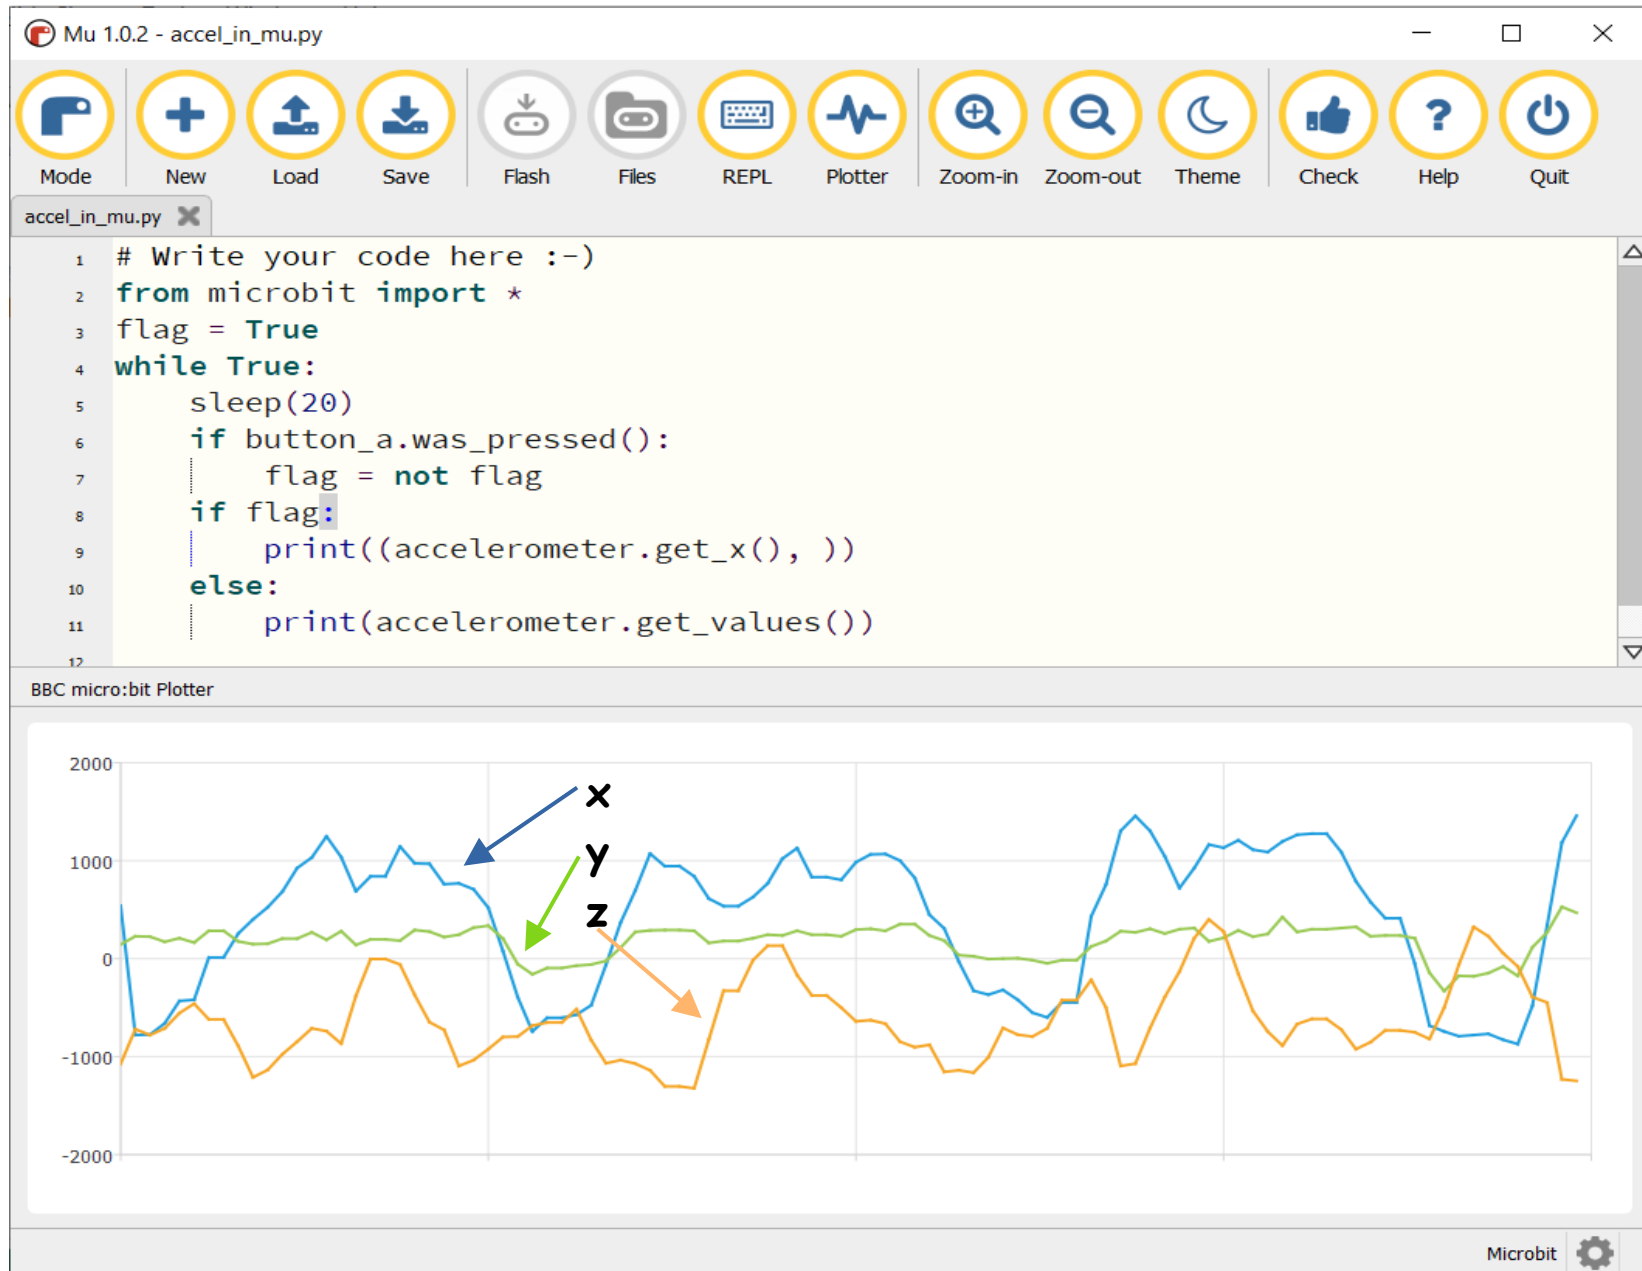 Mu 1.0.2 - accel_in_mu.py
Mode New Load Save Flash Files REPL Plotter Zoom-in Zoom-out Theme Check Help Quit
accel_in_mu.py
1 # Write your code here :-)
2 from microbit import *
3 flag = True
4 while True:
5 sleep(20)
6 if button_a.was_pressed():
7 flag = not flag
8 if flag:
9 print((accelerometer.get_x(), ))
10 else:
11 print(accelerometer.get_values())
12
BBC micro:bit Plotter
2000
x
1000
y
z
0
-1000
-2000
Microbit